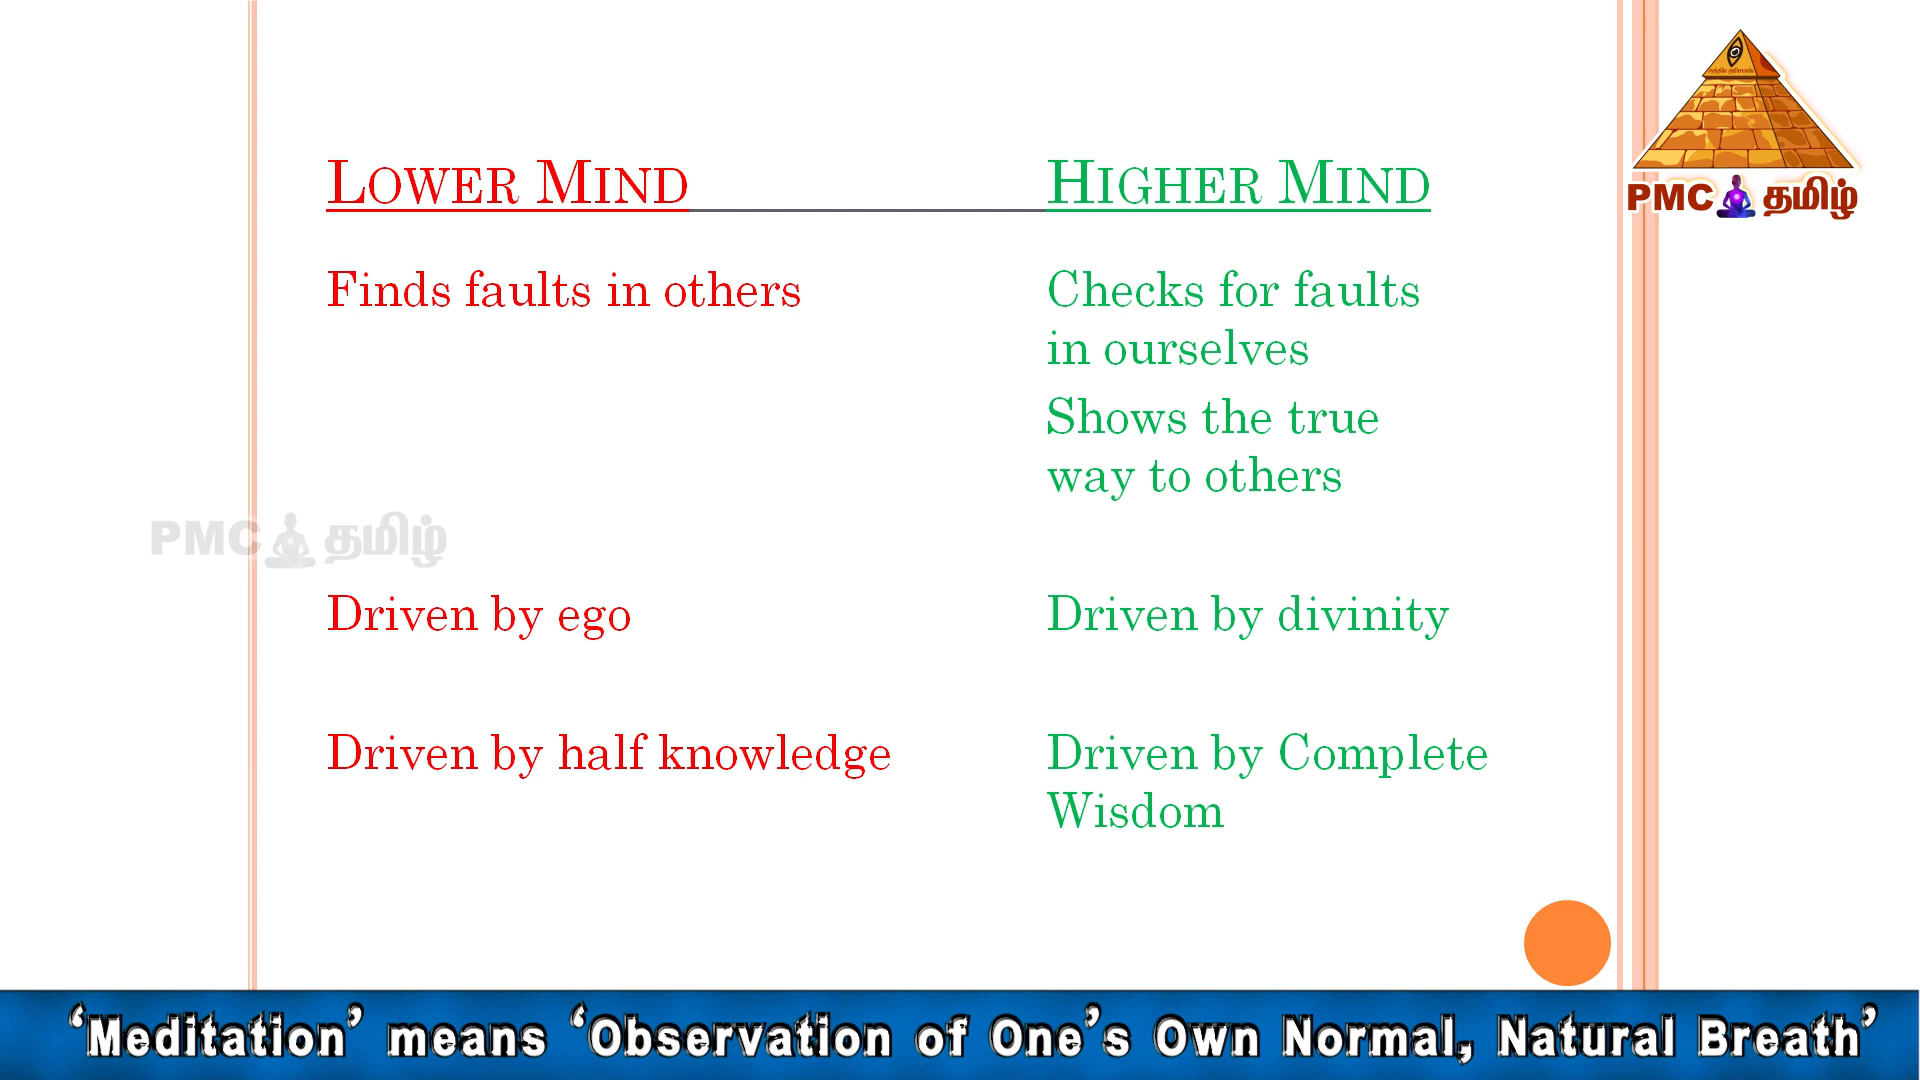 LOWER MIND HIGHER MIND
Finds faults in others
Checks for faults
in ourselves
Shows the true
way to others
Driven by ego
Driven by divinity
Driven by half knowledge
Driven by Complete
Wisdom
PMC தமிழ்
PMC தமிழ்
‘Meditation’ means ‘Observation of One’s Own Normal, Natural Breath’